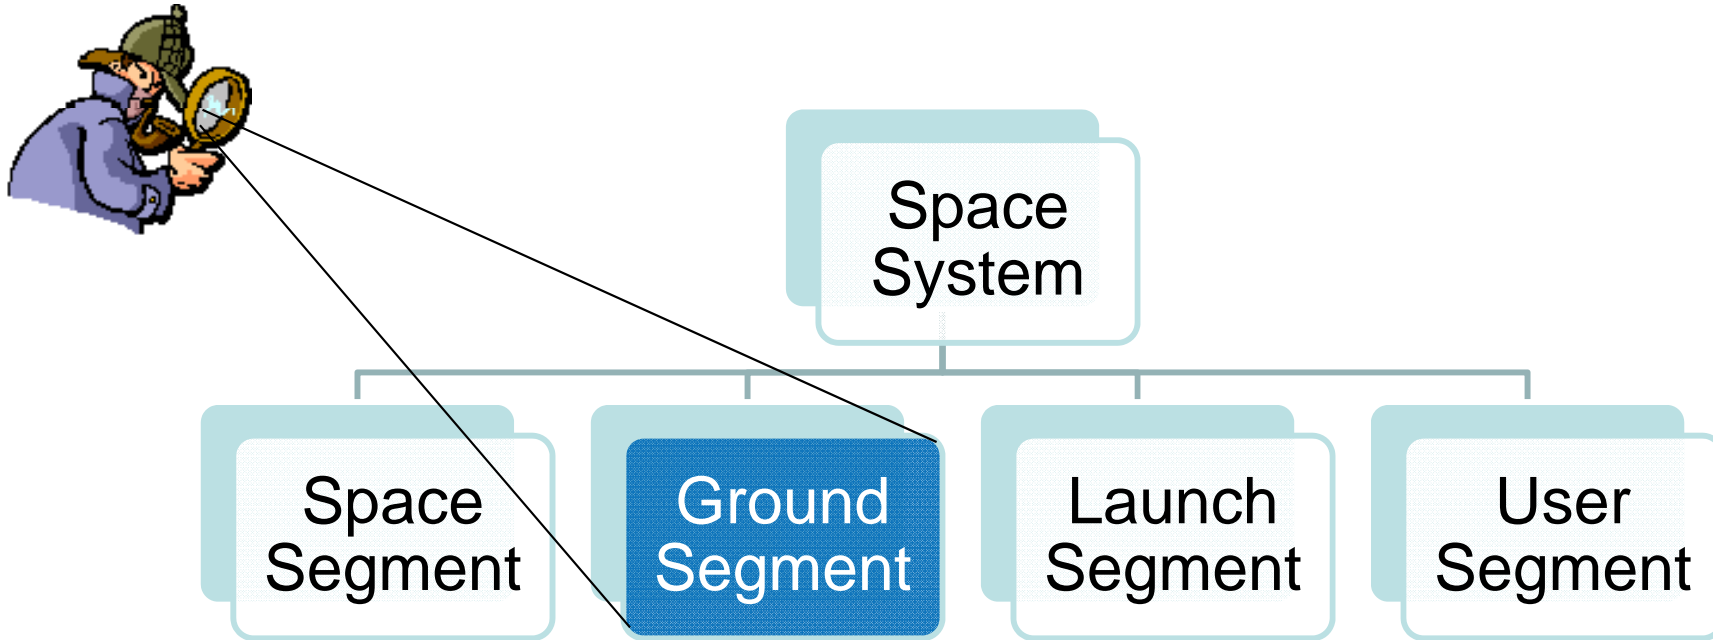 Space
System
Space
Segment
Ground
Segment
Launch
Segment
User
Segment